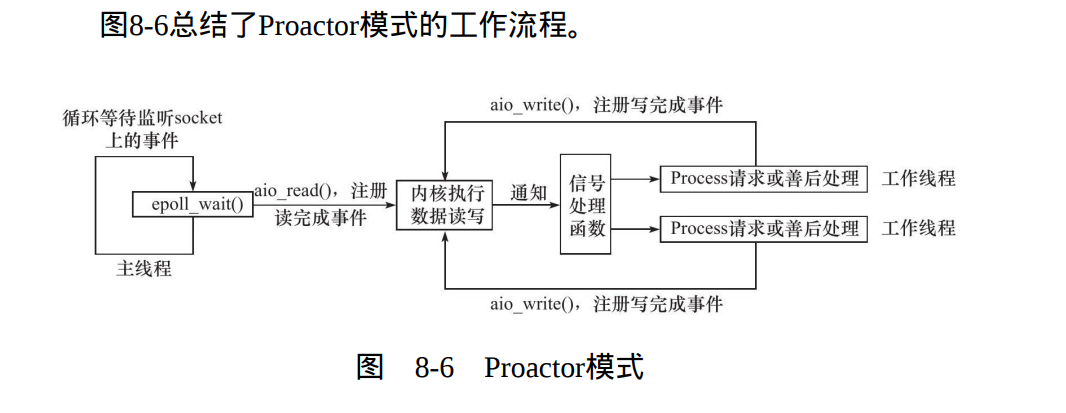 图8-6总结了Proactor模式的工作流程。
aio_write()，注册写完成事件
循环等待监听socket
上的事件
epoll_wait()
主线程
aio_read()，注册
读完成事件
内核执行
数据读写
通知
信号
处理
函数
Process请求或善后处理
工作线程
Process请求或善后处理
工作线程
aio_write()，注册写完成事件
图 8-6 Proactor模式